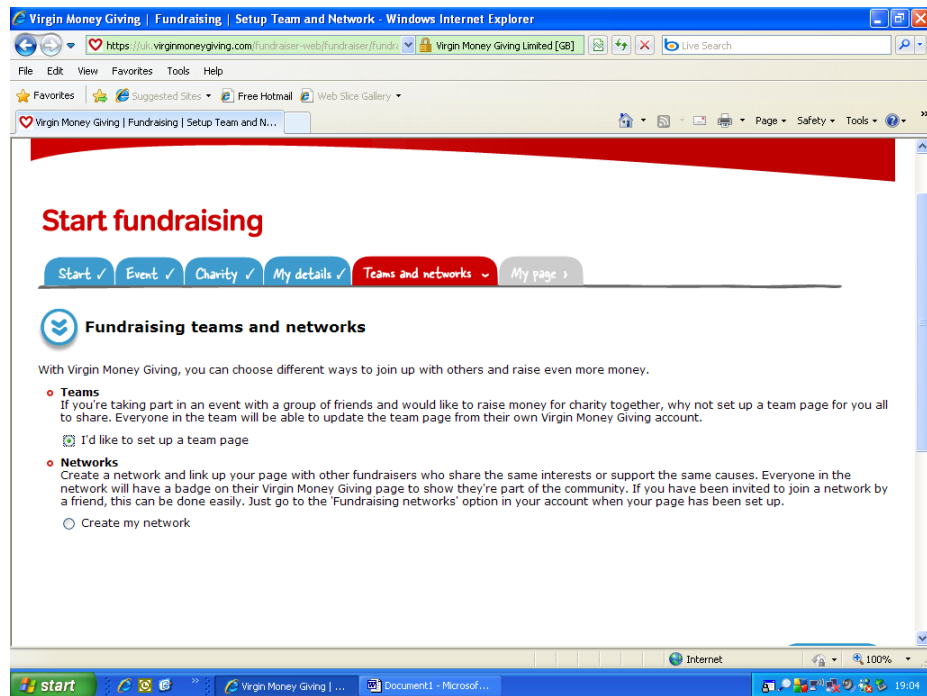 Virgin Money Giving | Fundraising | Setup Team and Network - Windows Internet Explorer
https://uk.virginmoneygiving.com/fundraiser-web/fundraiser/fundra Virgin Money Giving Limited [GB] Live Search
File Edit View Favorites Tools Help
Favorites Suggested Sites Free Hotmail Web Slice Gallery
Virgin Money Giving | Fundraising | Setup Team and N... Page Safety Tools
Start fundraising
Start ✓ Event ✓ Charity ✓ My details ✓ Teams and networks My page ›
Fundraising teams and networks
With Virgin Money Giving, you can choose different ways to join up with others and raise even more money.
Teams
If you're taking part in an event with a group of friends and would like to raise money for charity together, why not set up a team page for you all
to share. Everyone in the team will be able to update the team page from their own Virgin Money Giving account.
I'd like to set up a team page
Networks
Create a network and link up your page with other fundraisers who share the same interests or support the same causes. Everyone in the
network will have a badge on their Virgin Money Giving page to show they're part of the community. If you have been invited to join a network by
a friend, this can be done easily. Just go to the 'Fundraising networks' option in your account when your page has been set up.
Create my network
Internet 100%
start Virgin Money Giving | ... Document1 - Microsof... 19:04